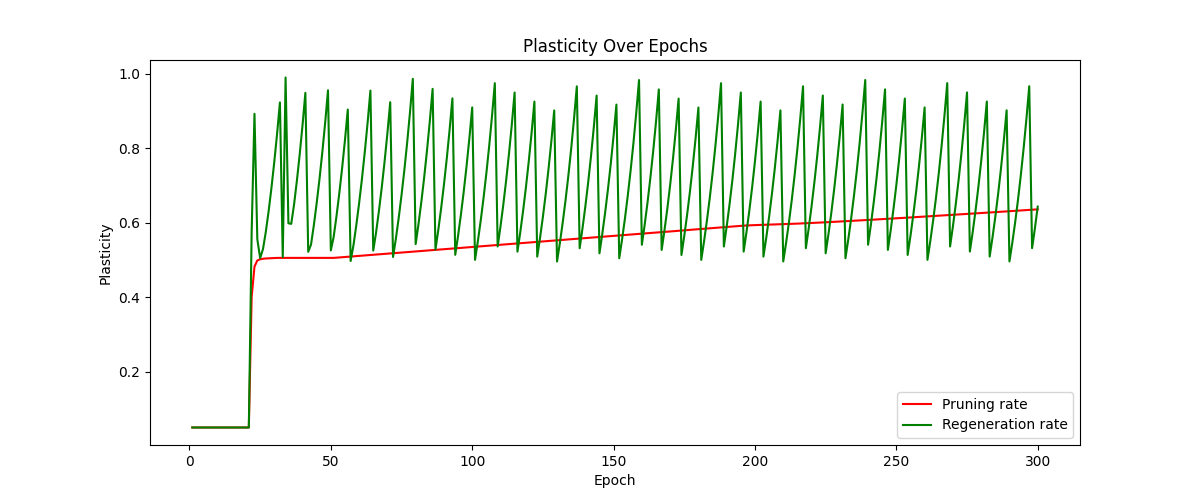 Plasticity Over Epochs
Plasticity
1.0
0.8
0.6
0.4
0.2
0 50 100 150 200 250 300
Epoch
Pruning rate
Regeneration rate